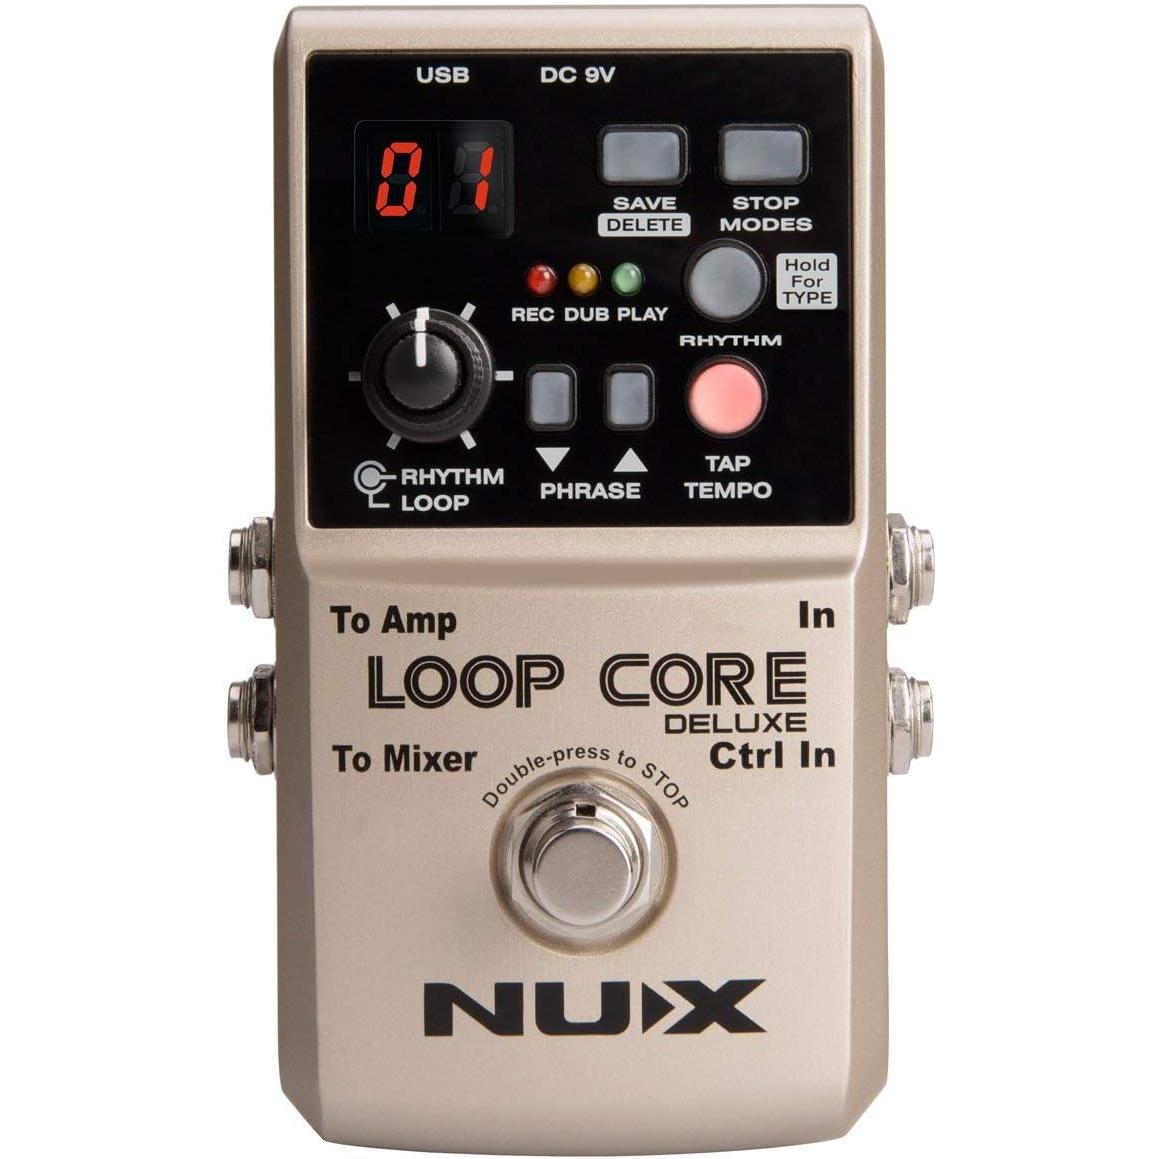 USB DC 9V
01
SAVE
DELETE
STOP
MODES
Hold
For
TYPE
REC DUB PLAY
RHYTHM
RHYTHM
LOOP
PHRASE
TAP
TEMPO
To Amp
In
LOOP CORE
DELUXE
To Mixer
Ctrl In
Double-press to STOP
NUX